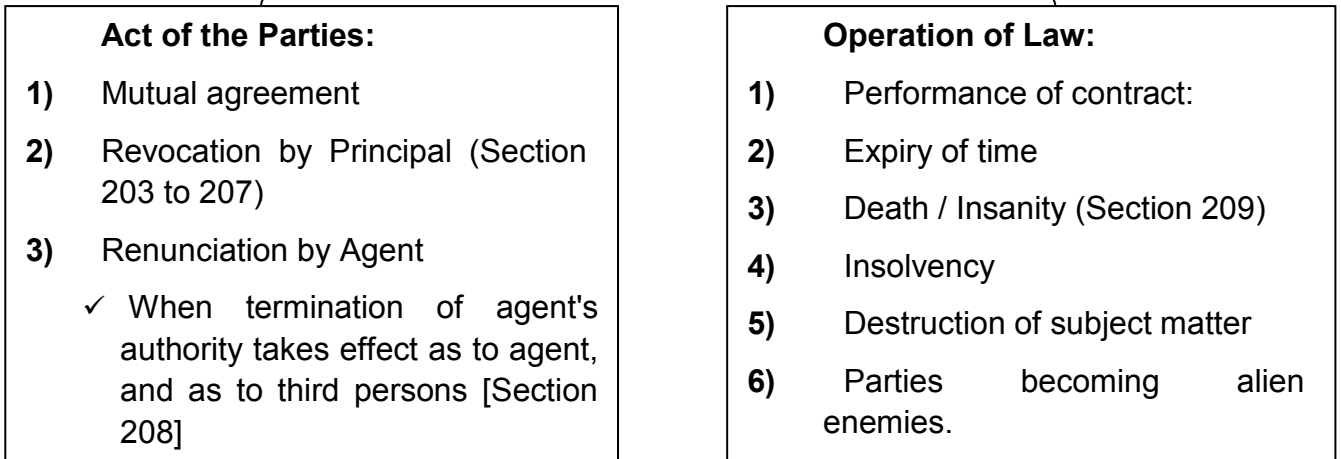 Act of the Parties:
1) Mutual agreement
2) Revocation by Principal (Section
203 to 207)
3) Renunciation by Agent
✓ When termination of agent's
authority takes effect as to agent,
and as to third persons [Section
208]
Operation of Law:
1) Performance of contract:
2) Expiry of time
3) Death / Insanity (Section 209)
4) Insolvency
5) Destruction of subject matter
6) Parties becoming alien
enemies.